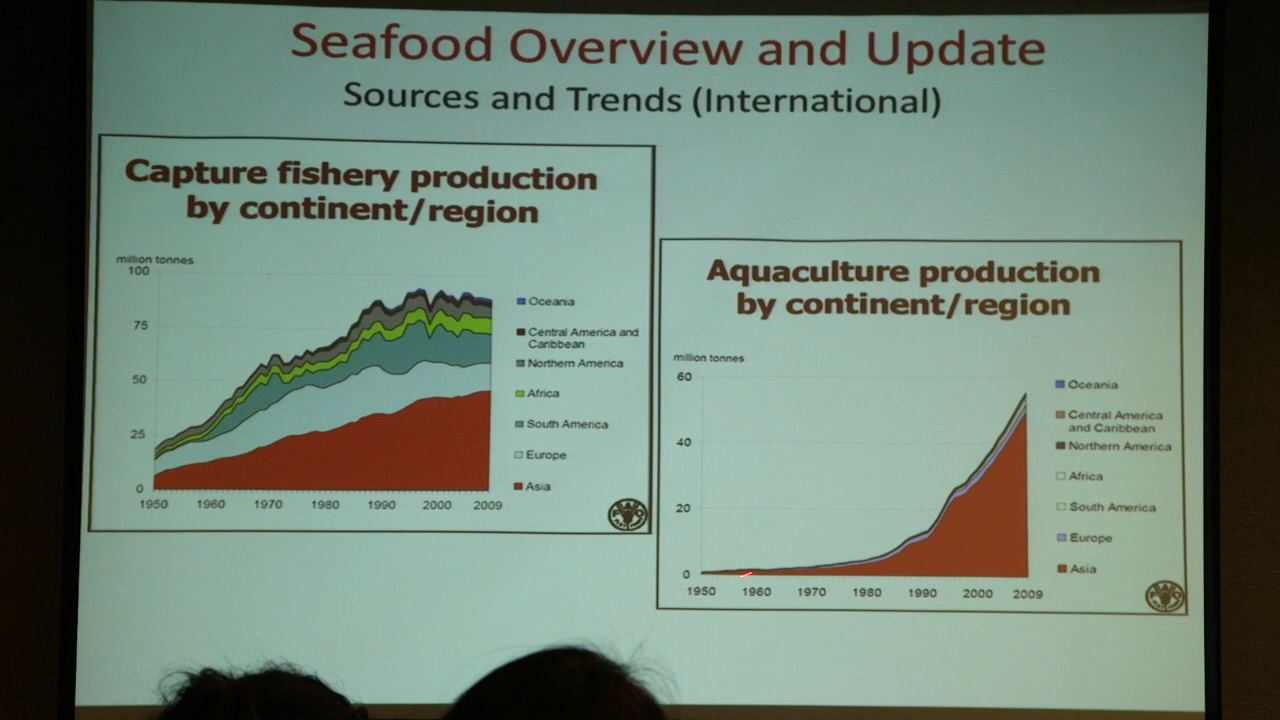 Seafood Overview and Update
Sources and Trends (International)
Capture fishery production
by continent/region
million tonnes
100
75
50
25
0
1950 1960 1970 1980 1990 2000 2009
Oceania
Central America and
Caribbean
Northern America
Africa
South America
Europe
Asia
Aquaculture production
by continent/region
million tonnes
60
40
20
0
1950 1960 1970 1980 1990 2000 2009
Oceania
Central America
and Caribbean
Northern America
Africa
South America
Europe
Asia